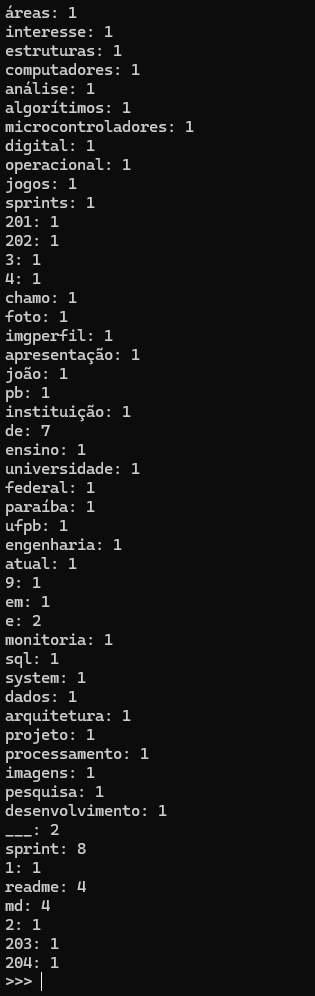 áreas: 1
interesse: 1
estruturas: 1
computadores: 1
análise: 1
algorítimos: 1
microcontroladores: 1
digital: 1
operacional: 1
jogos: 1
sprints: 1
201: 1
202: 1
3: 1
4: 1
chamo: 1
foto: 1
imgperfil: 1
apresentação: 1
joão: 1
pb: 1
instituição: 1
de: 7
ensino: 1
universidade: 1
federal: 1
paraíba: 1
ufpb: 1
engenharia: 1
atual: 1
9: 1
em: 1
e: 2
monitoria: 1
sql: 1
system: 1
dados: 1
arquitetura: 1
projeto: 1
processamento: 1
imagens: 1
pesquisa: 1
desenvolvimento: 1
___: 2
sprint: 8
1: 1
readme: 4
md: 4
2: 1
203: 1
204: 1
>>>